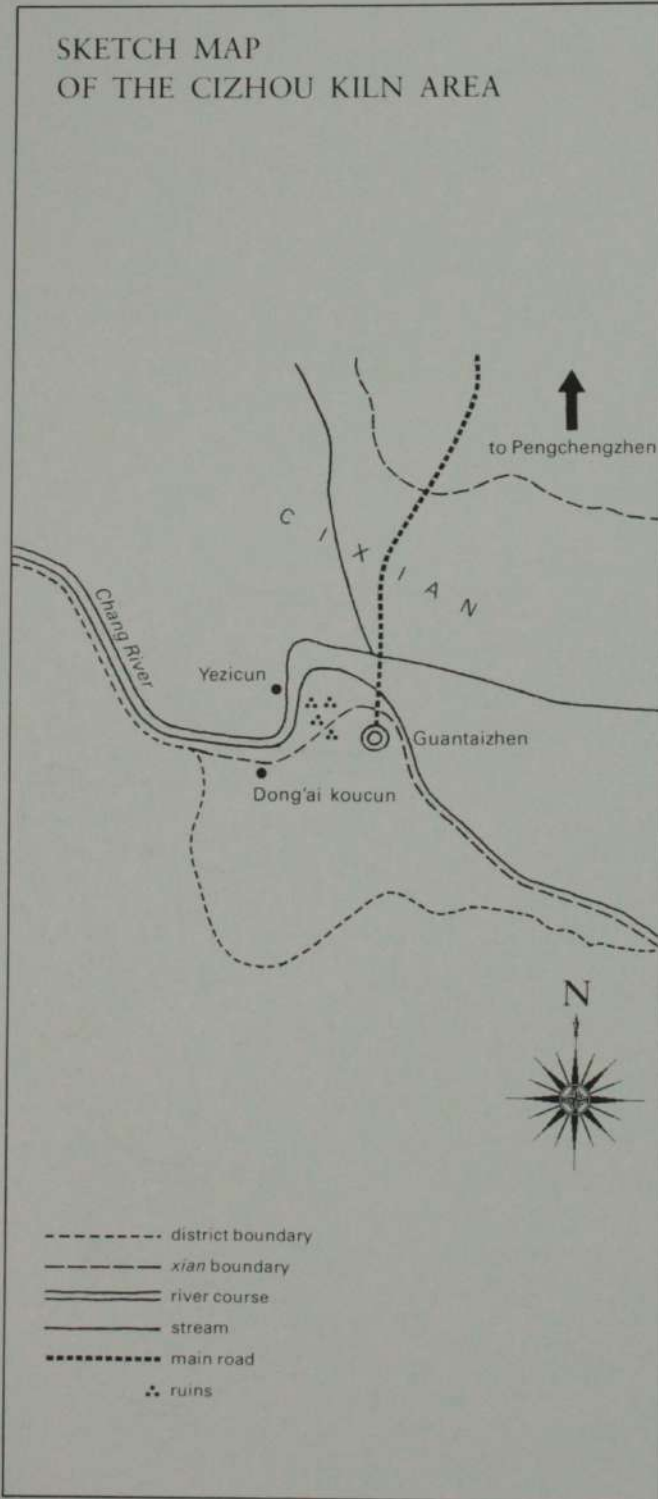 SKETCH MAP
OF THE CIZHOU KILN AREA
to Pengchengzhen
CIXIAN
Chang River
Yezicun
Guantaizhen
Dong'ai koucun
N
district boundary
xian boundary
river course
stream
main road
ruins